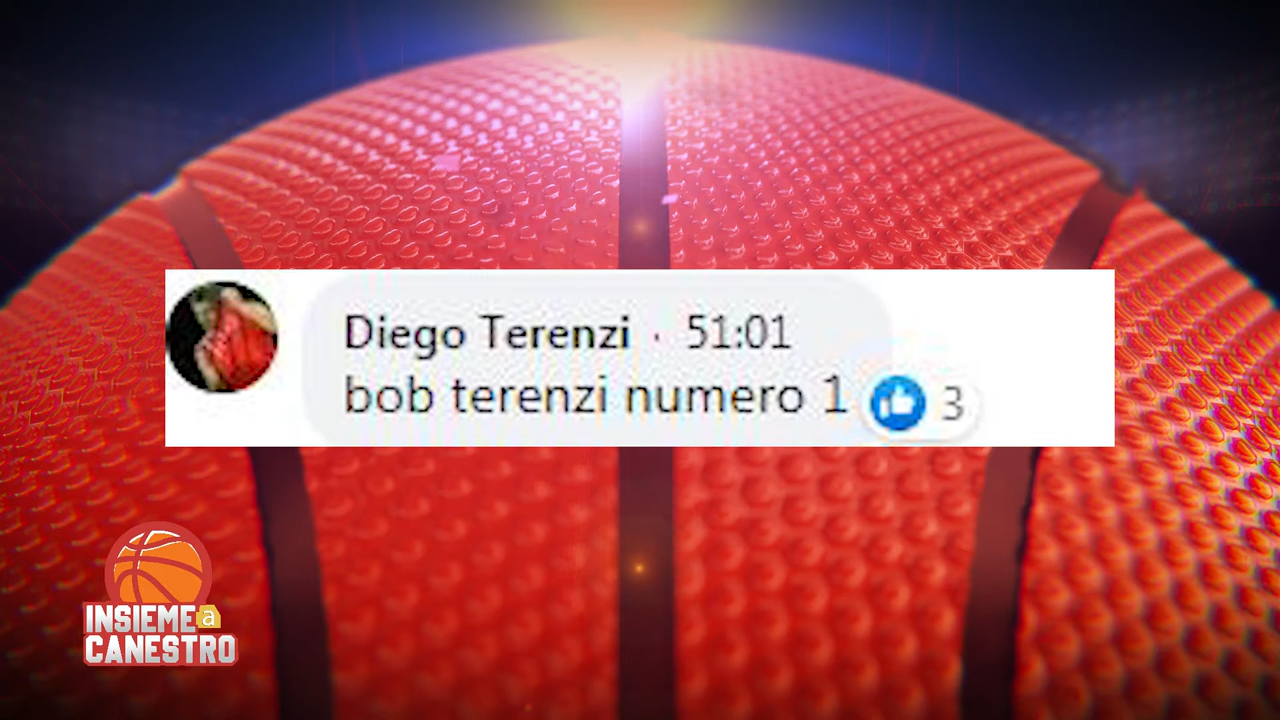 Diego Terenzi · 51:01
bob terenzi numero 1
3
INSIEME a
CANESTRO